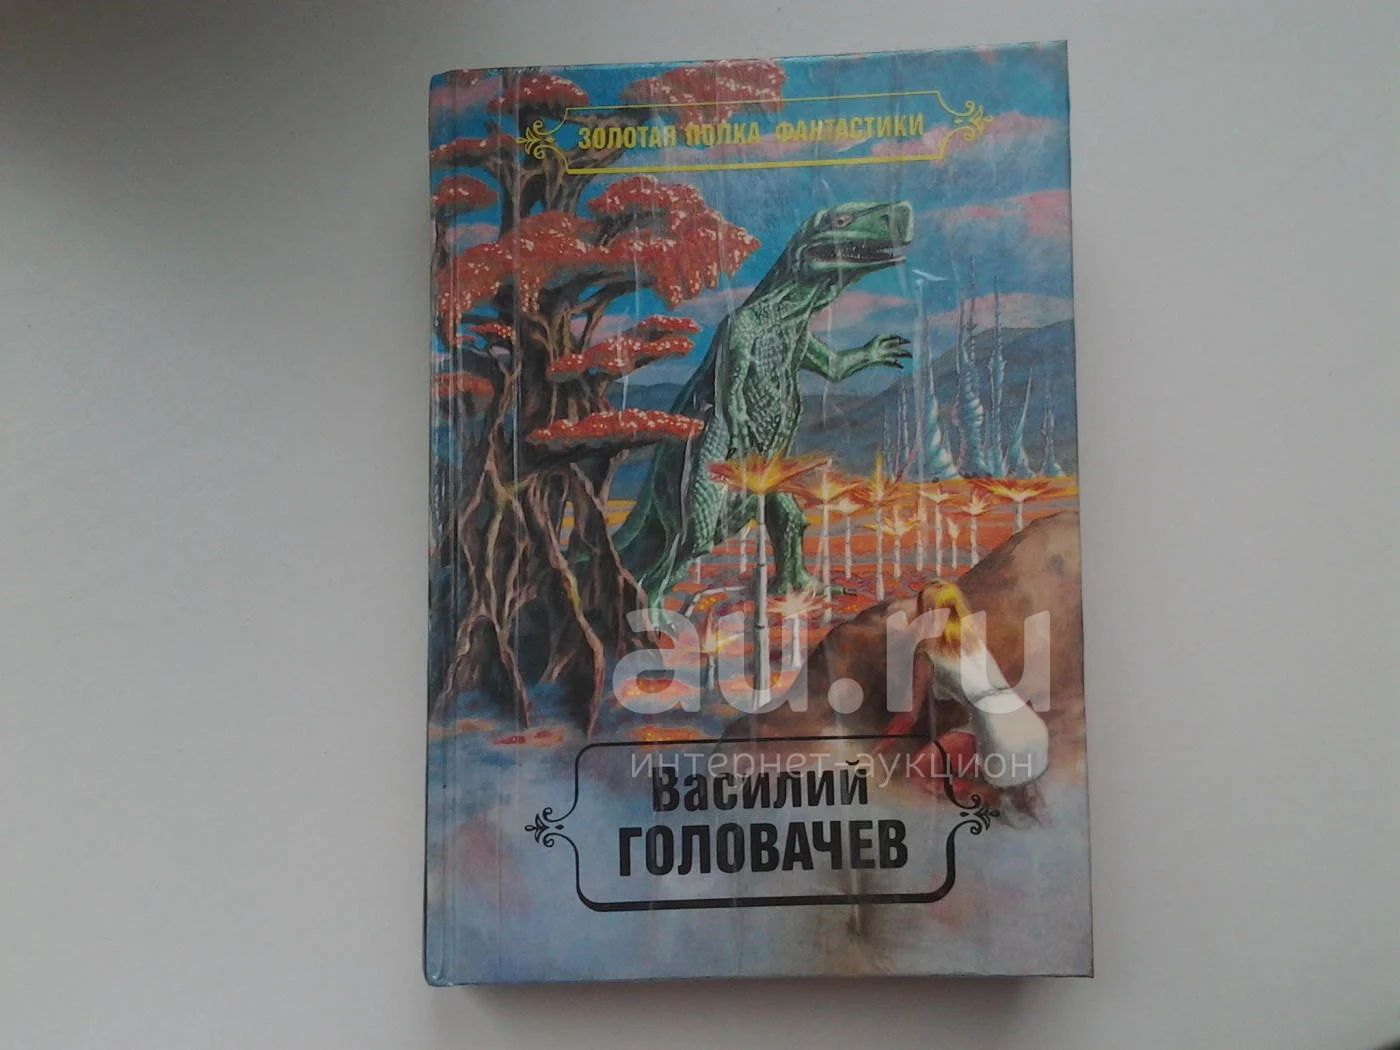 ЗОЛОТАЯ ПОЛКА ФАНТАСТИКИ
au.ru
интернет-аукцион
Василий
ГОЛОВАЧЕВ